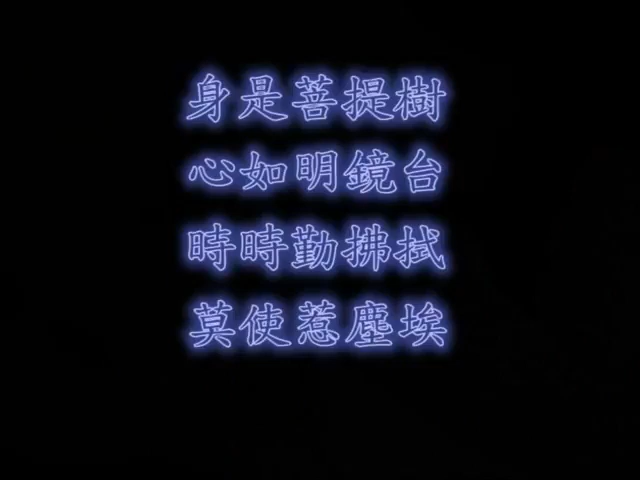 身是菩提樹
心如明鏡台
時時勤拂拭
莫使惹塵埃